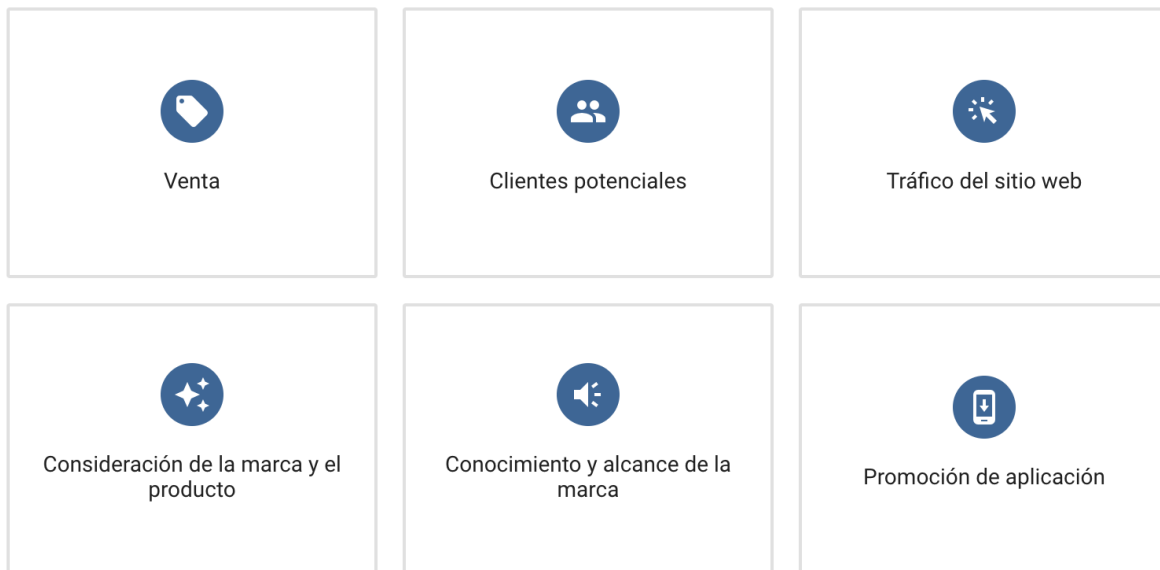 Venta
Clientes potenciales
Tráfico del sitio web
Consideración de la marca y el
producto
Conocimiento y alcance de la
marca
Promoción de aplicación